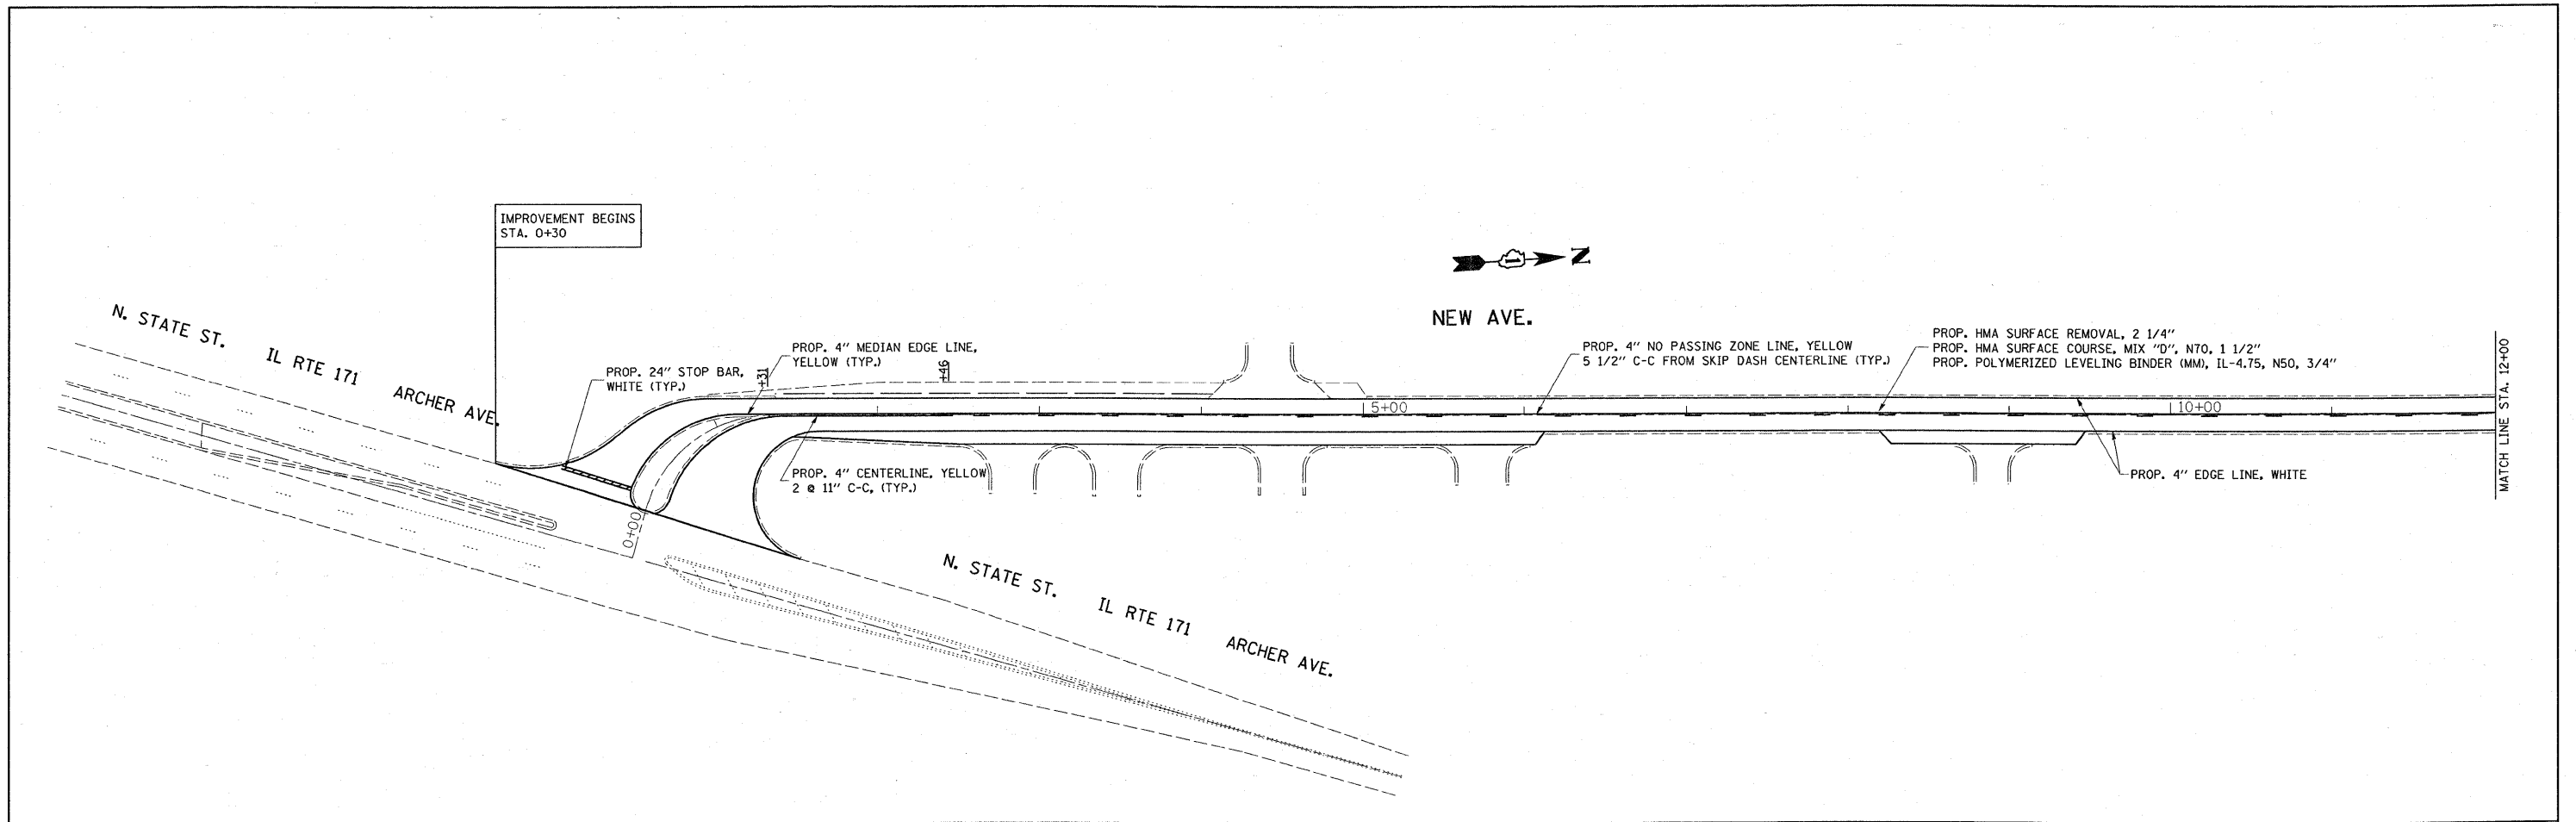 IMPROVEMENT BEGINS
STA. 0+30
N
NEW AVE.
N. STATE ST. IL RTE 171 ARCHER AVE.
PROP. 24" STOP BAR,
WHITE (TYP.)
+31
PROP. 4" MEDIAN EDGE LINE,
YELLOW (TYP.)
+46
PROP. 4" NO PASSING ZONE LINE, YELLOW
5 1/2" C-C FROM SKIP DASH CENTERLINE (TYP.)
PROP. HMA SURFACE REMOVAL, 2 1/4"
PROP. HMA SURFACE COURSE, MIX "D", N70, 1 1/2"
PROP. POLYMERIZED LEVELING BINDER (MM), IL-4.75, N50, 3/4"
MATCH LINE STA. 12+00
5+00
10+00
PROP. 4" CENTERLINE, YELLOW
2 @ 11" C-C, (TYP.)
PROP. 4" EDGE LINE, WHITE
0+00
N. STATE ST. IL RTE 171 ARCHER AVE.